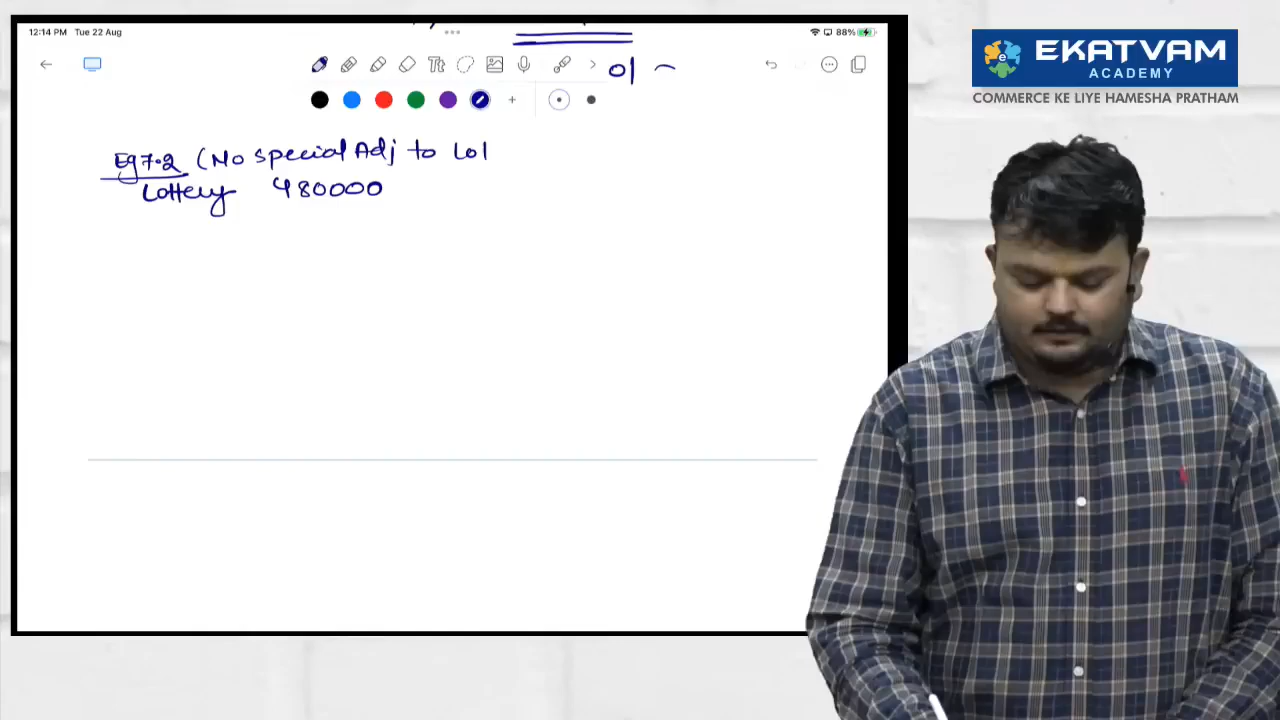 12:14 PM Tue 22 Aug
88%
EKATVAM
ACADEMY
COMMERCE KE LIYE HAMESHA PRATHAM
01
Eg 7.2 (No special Adj to Lol
Lottery 480000